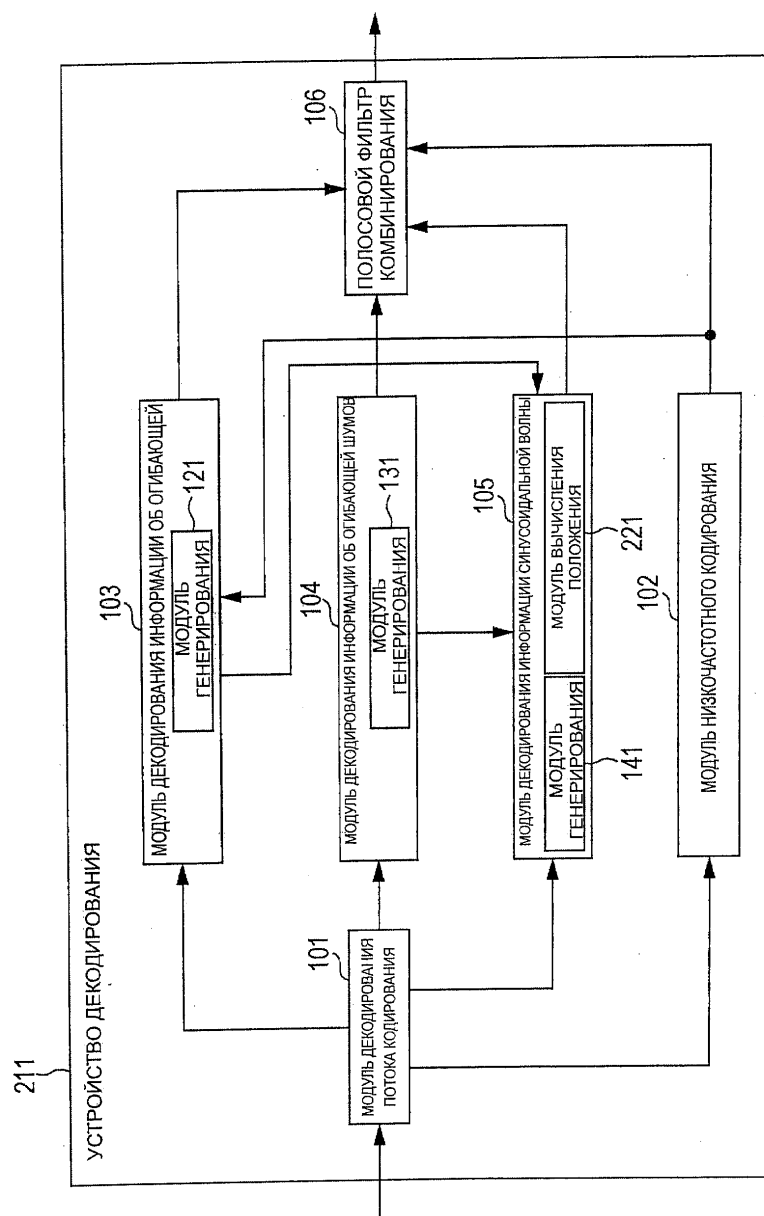 211
УСТРОЙСТВО ДЕКОДИРОВАНИЯ
101
МОДУЛЬ ДЕКОДИРОВАНИЯ
ПОТОКА КОДИРОВАНИЯ
103
МОДУЛЬ ДЕКОДИРОВАНИЯ ИНФОРМАЦИИ ОБ ОГИБАЮЩЕЙ
МОДУЛЬ
ГЕНЕРИРОВАНИЯ
121
104
МОДУЛЬ ДЕКОДИРОВАНИЯ ИНФОРМАЦИИ ОБ ОГИБАЮЩЕЙ ШУМОВ
МОДУЛЬ
ГЕНЕРИРОВАНИЯ
131
105
МОДУЛЬ ДЕКОДИРОВАНИЯ ИНФОРМАЦИИ СИНУСОИДАЛЬНОЙ ВОЛНЫ
МОДУЛЬ
ГЕНЕРИРОВАНИЯ
141
МОДУЛЬ ВЫЧИСЛЕНИЯ
ПОЛОЖЕНИЯ
221
102
МОДУЛЬ НИЗКОЧАСТОТНОГО КОДИРОВАНИЯ
106
ПОЛОСОВОЙ ФИЛЬТР
КОМБИНИРОВАНИЯ